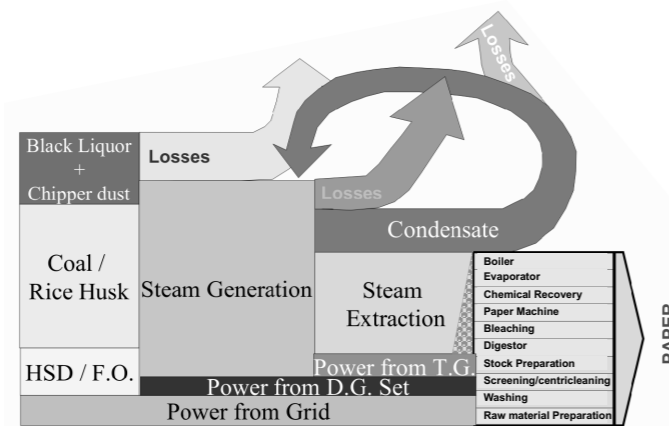 Losses
Black Liquor
+
Chipper dust
Losses
Losses
Condensate
Coal /
Rice Husk
Steam Generation
Steam
Extraction
Boiler
Evaporator
Chemical Recovery
Paper Machine
Bleaching
Digestor
Stock Preparation
Screening/centricleaning
Washing
Raw material Preparation
PAPER
HSD / F.O.
Power from T.G.
Power from D.G. Set
Power from Grid